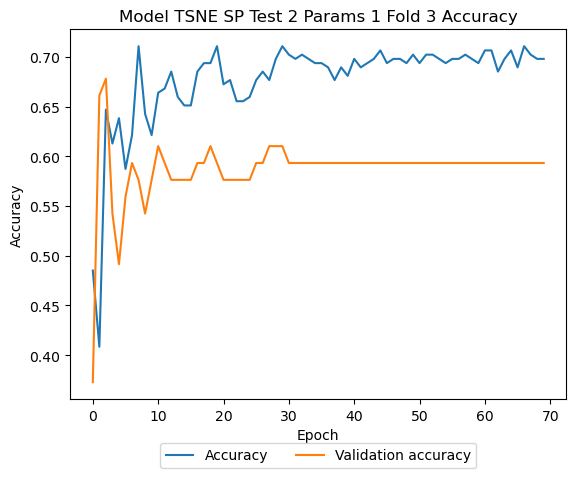 Model TSNE SP Test 2 Params 1 Fold 3 Accuracy
0.70
0.65
0.60
0.55
0.50
0.45
0.40
Accuracy
0 10 20 30 40 50 60 70
Epoch
Accuracy Validation accuracy